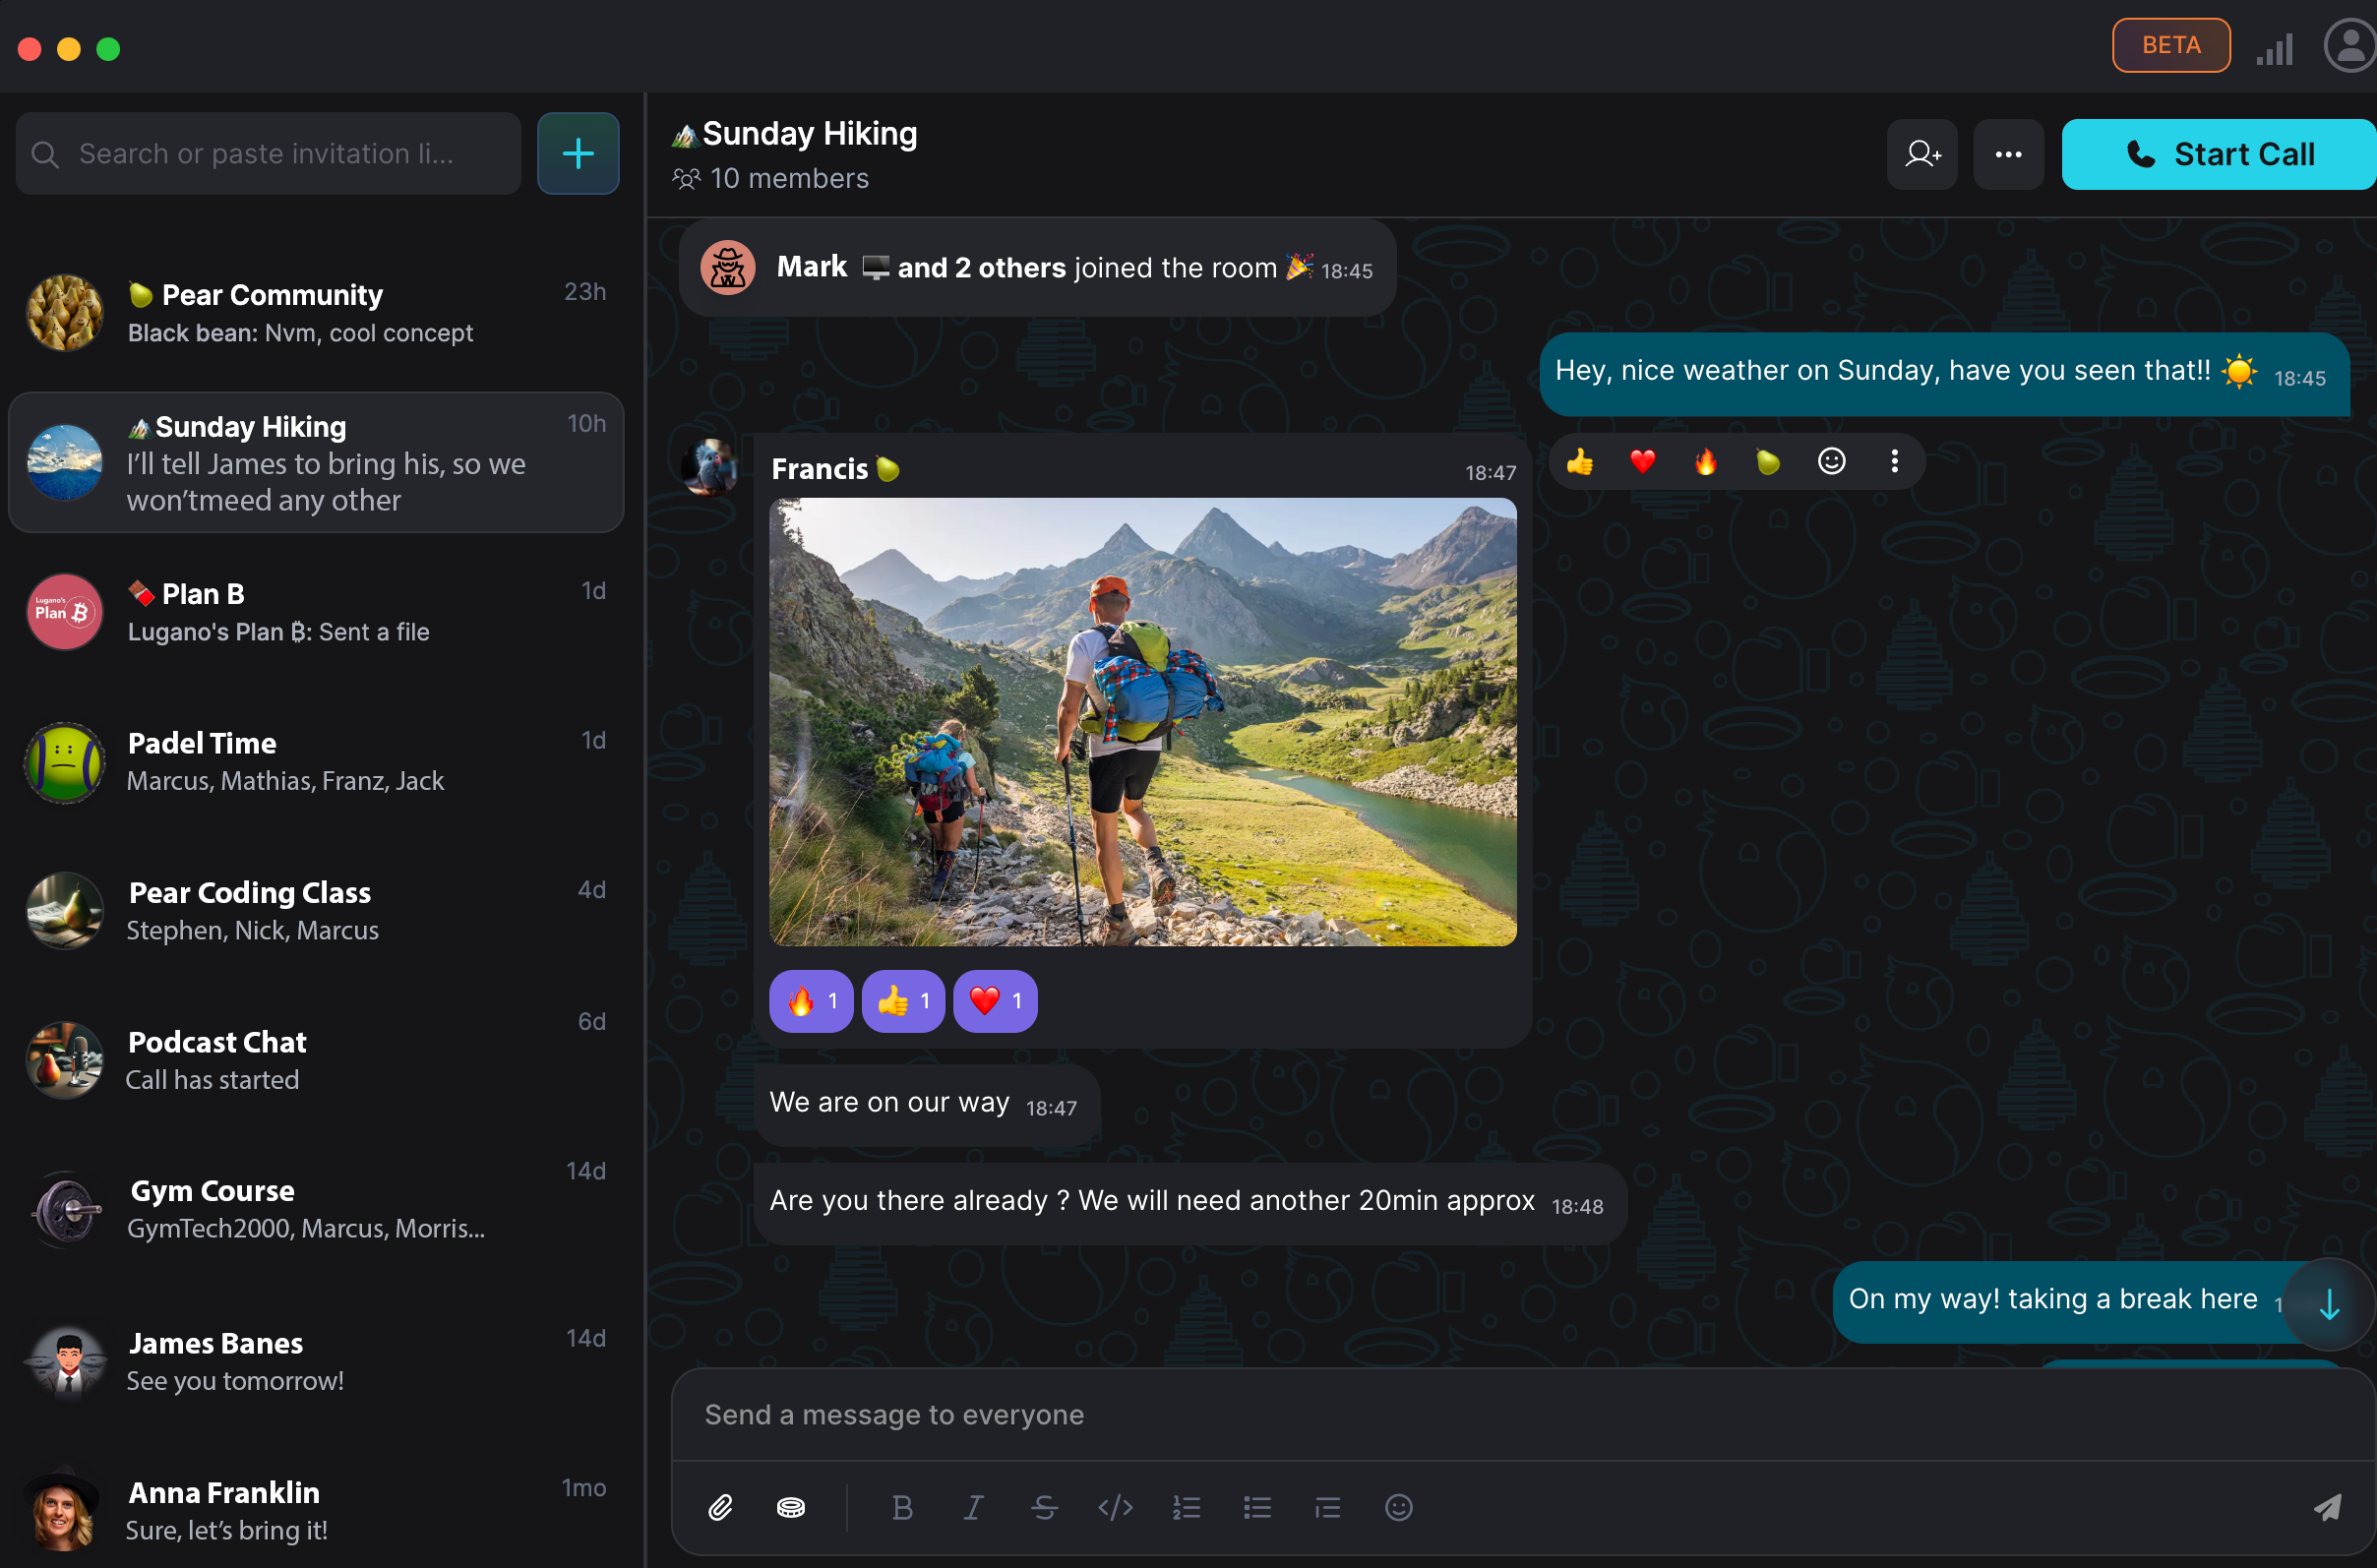 BETA
Search or paste invitation li...
🍐 Pear Community
23h
Black bean: Nvm, cool concept
🏔️Sunday Hiking
10h
I’ll tell James to bring his, so we
won’tmeed any other
Lugano's
Plan ₿
🍫 Plan B
1d
Lugano's Plan ₿: Sent a file
Padel Time
1d
Marcus, Mathias, Franz, Jack
Pear Coding Class
4d
Stephen, Nick, Marcus
Podcast Chat
6d
Call has started
Gym Course
14d
GymTech2000, Marcus, Morris...
James Banes
14d
See you tomorrow!
Anna Franklin
1mo
Sure, let’s bring it!
🏔️Sunday Hiking
10 members
Start Call
Mark 🖥️ and 2 others joined the room 🎉 18:45
Hey, nice weather on Sunday, have you seen that!! ☀️ 18:45
Francis🍐
18:47
👍 ❤️ 🔥 🍐
🔥 1 👍 1 ❤️ 1
We are on our way 18:47
Are you there already ? We will need another 20min approx 18:48
On my way! taking a break here 1
Send a message to everyone
B I S </>